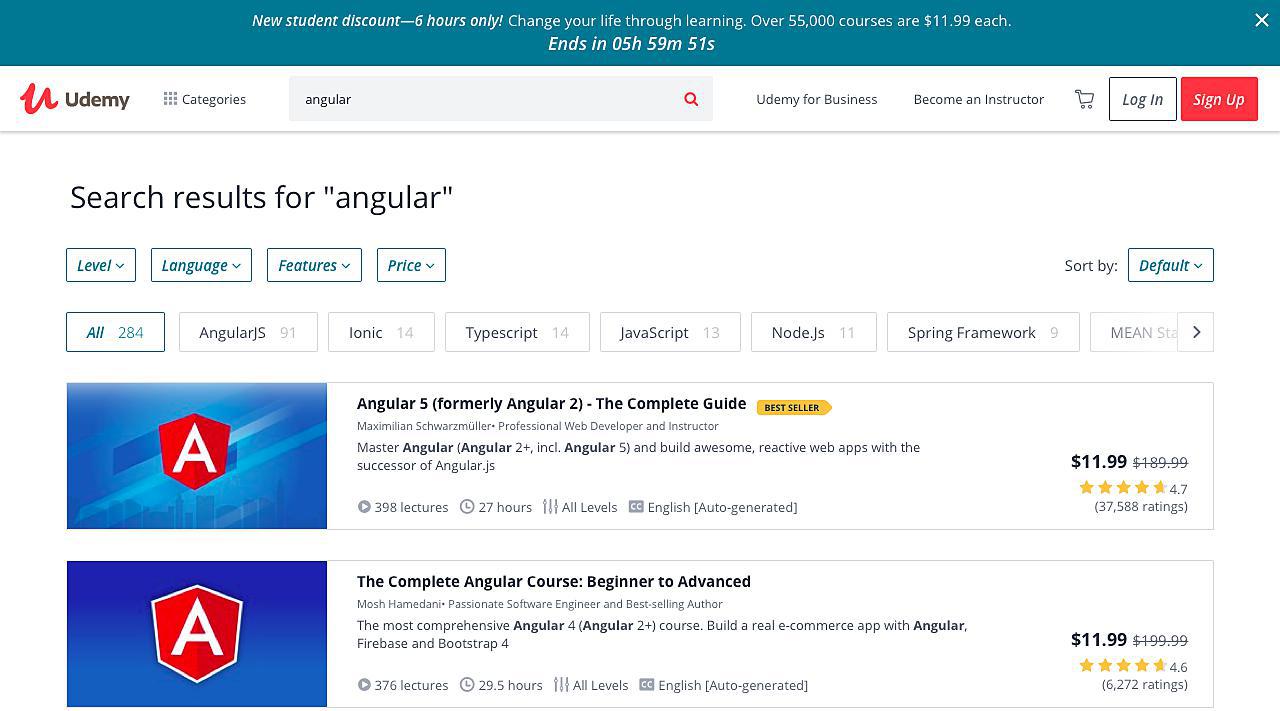 New student discount—6 hours only! Change your life through learning. Over 55,000 courses are $11.99 each.
Ends in 05h 59m 51s
Udemy
Categories
angular
Udemy for Business
Become an Instructor
Log In
Sign Up
Search results for "angular"
Level
Language
Features
Price
Sort by:
Default
All 284
AngularJS 91
Ionic 14
Typescript 14
JavaScript 13
Node.Js 11
Spring Framework 9
MEAN Sta
Angular 5 (formerly Angular 2) - The Complete Guide BEST SELLER
Maximilian Schwarzmüller• Professional Web Developer and Instructor
Master Angular (Angular 2+, incl. Angular 5) and build awesome, reactive web apps with the
successor of Angular.js
$11.99 $189.99
4.7
(37,588 ratings)
398 lectures 27 hours All Levels CC English [Auto-generated]
The Complete Angular Course: Beginner to Advanced
Mosh Hamedani• Passionate Software Engineer and Best-selling Author
The most comprehensive Angular 4 (Angular 2+) course. Build a real e-commerce app with Angular,
Firebase and Bootstrap 4
$11.99 $199.99
4.6
(6,272 ratings)
376 lectures 29.5 hours All Levels CC English [Auto-generated]